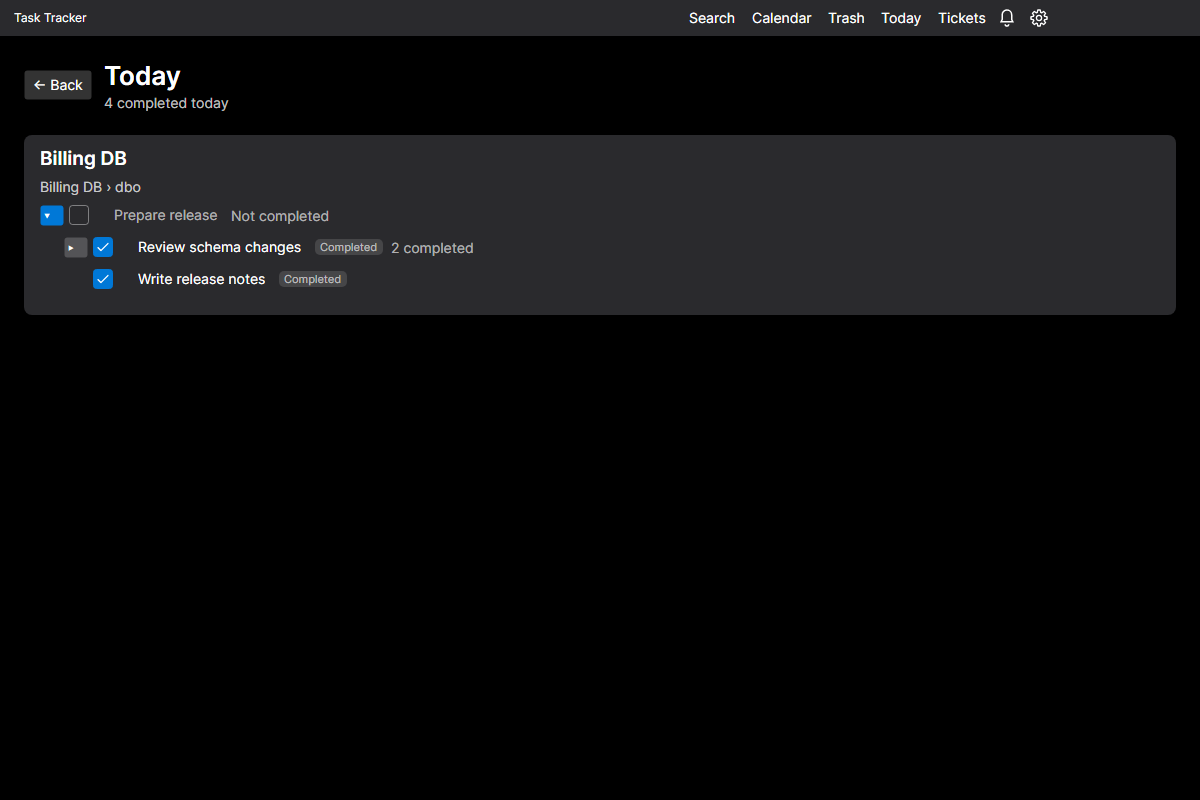 Task Tracker Search Calendar Trash Today Tickets
← Back
Today
4 completed today
Billing DB
Billing DB › dbo
Prepare release Not completed
Review schema changes Completed 2 completed
Write release notes Completed